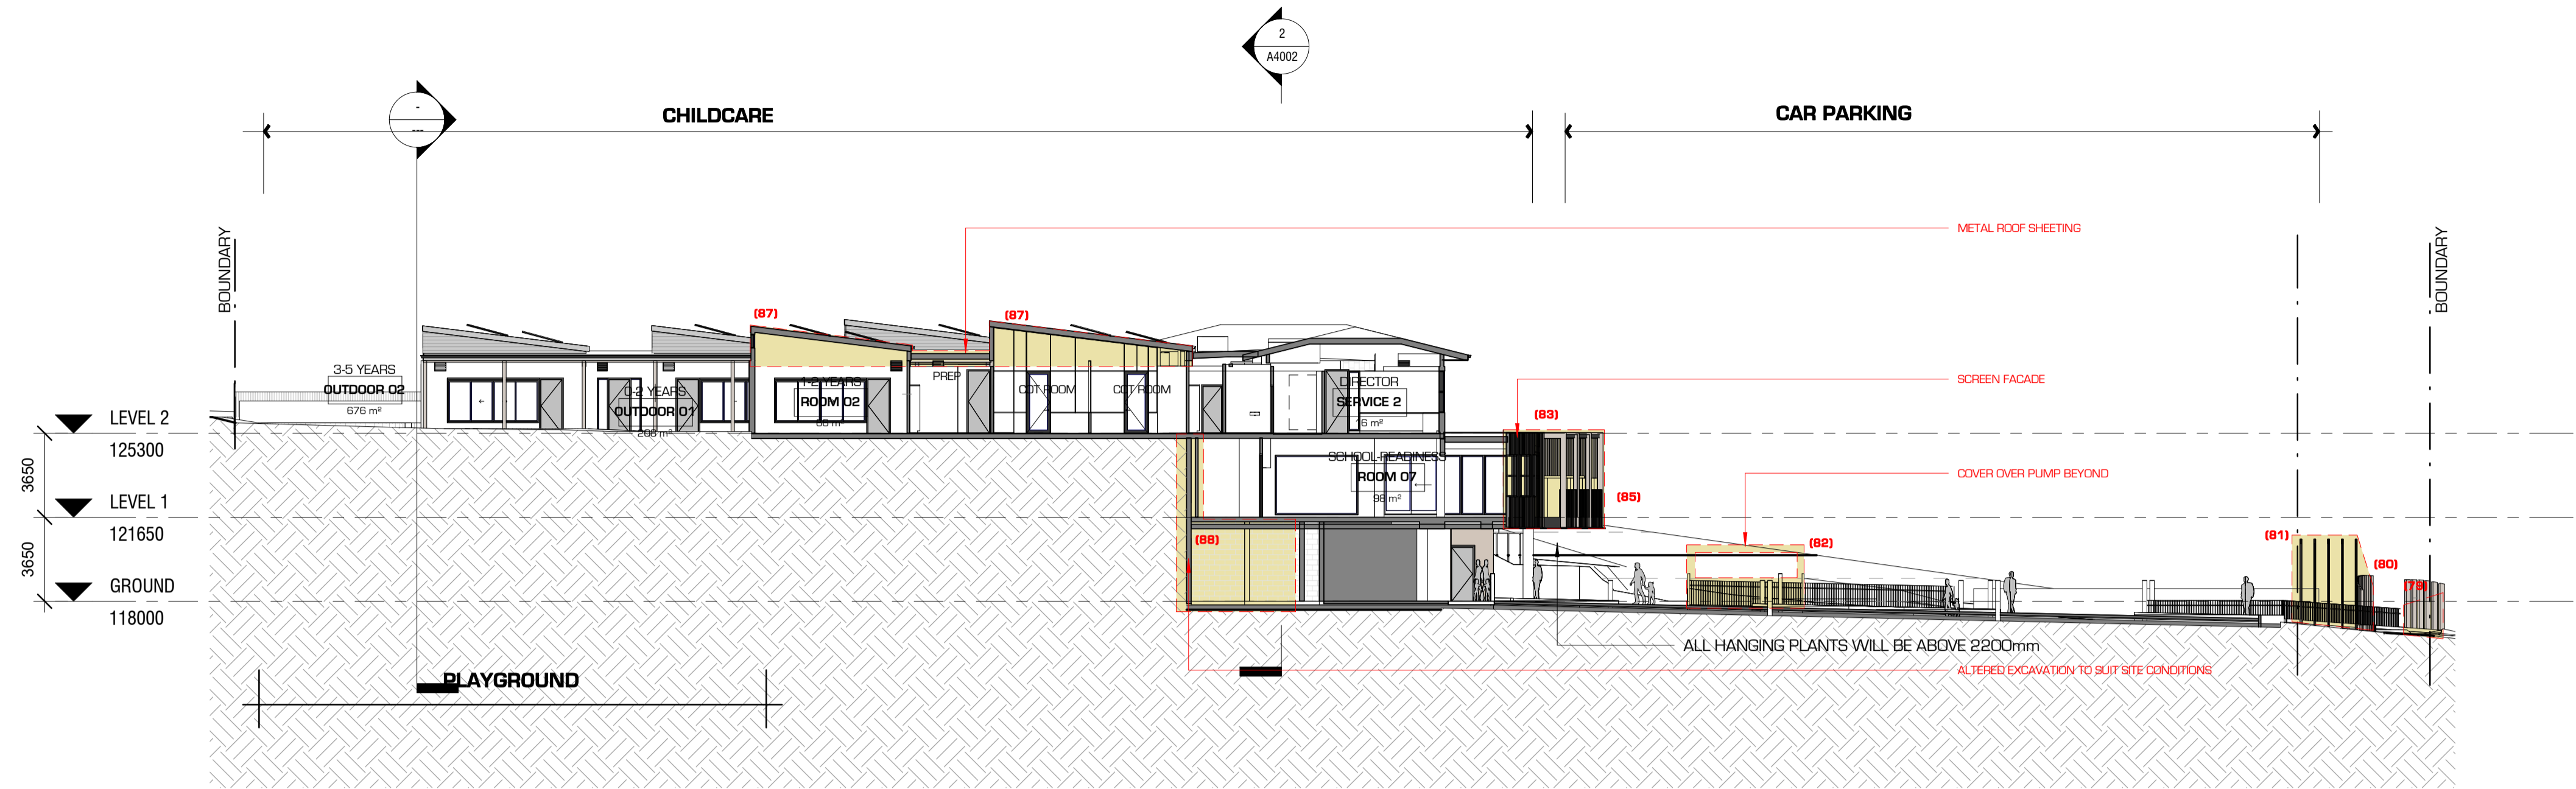 2
A4002
-
---
CHILDCARE
CAR PARKING
METAL ROOF SHEETING
BOUNDARY
BOUNDARY
(87)
(87)
3-5 YEARS
OUTDOOR 02
676 m²
0-2 YEARS
OUTDOOR 01
1-2 YEARS
ROOM 02
PREP
COT ROOM
COT ROOM
DIRECTOR
SERVICE 2
16 m²
SCREEN FACADE
(83)
LEVEL 2
125300
3650
SCHOOL-READINESS
ROOM 07
98 m²
COVER OVER PUMP BEYOND
(85)
LEVEL 1
121650
3650
(88)
(82)
(81)
(80)
(79)
GROUND
118000
ALL HANGING PLANTS WILL BE ABOVE 2200mm
ALTERED EXCAVATION TO SUIT SITE CONDITIONS
PLAYGROUND